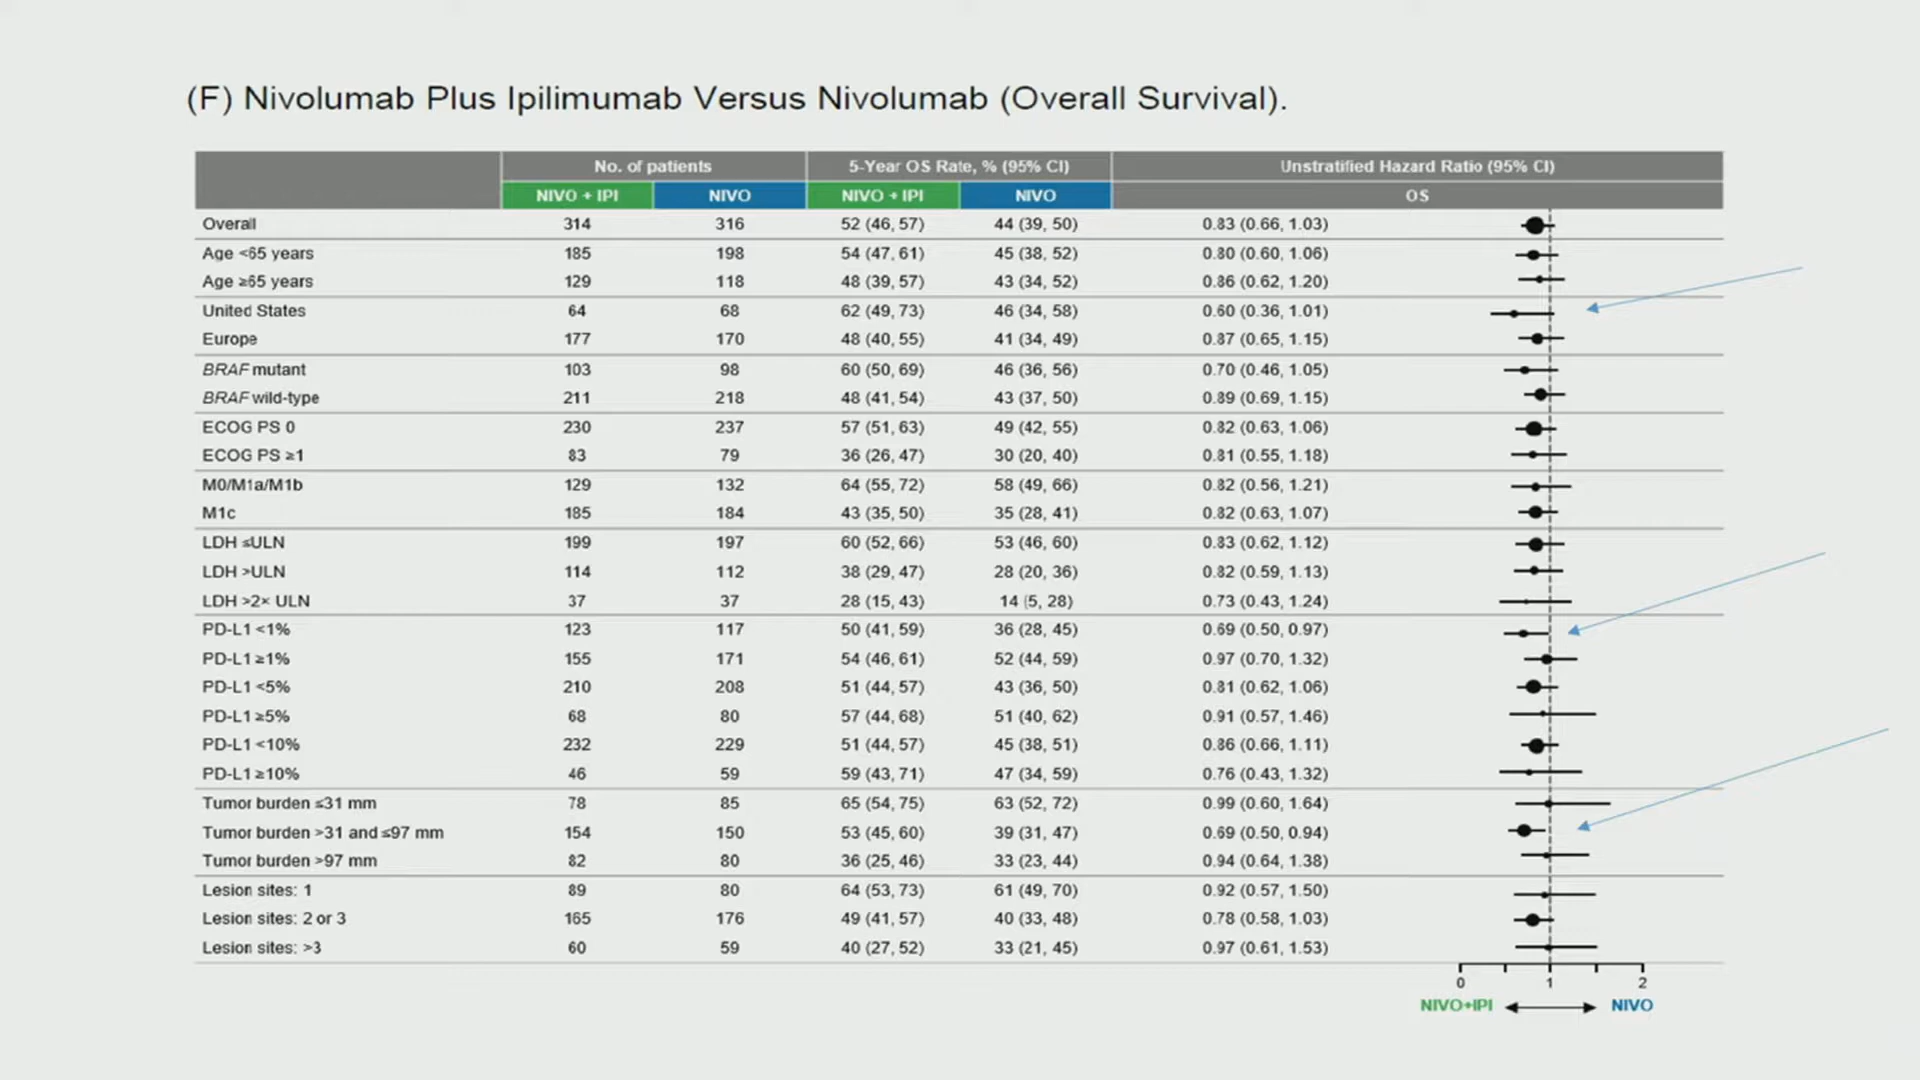 (F) Nivolumab Plus Ipilimumab Versus Nivolumab (Overall Survival).
No. of patients 5-Year OS Rate, % (95% CI) Unstratified Hazard Ratio (95% CI)
NIVO + IPI NIVO NIVO + IPI NIVO OS
Overall 314 316 52 (46, 57) 44 (39, 50) 0.83 (0.66, 1.03)
Age <65 years 185 198 54 (47, 61) 45 (38, 52) 0.80 (0.60, 1.06)
Age ≥65 years 129 118 48 (39, 57) 43 (34, 52) 0.86 (0.62, 1.20)
United States 64 68 62 (49, 73) 46 (34, 58) 0.60 (0.36, 1.01)
Europe 177 170 48 (40, 55) 41 (34, 49) 0.87 (0.65, 1.15)
BRAF mutant 103 98 60 (50, 69) 46 (36, 56) 0.70 (0.46, 1.05)
BRAF wild-type 211 218 48 (41, 54) 43 (37, 50) 0.89 (0.69, 1.15)
ECOG PS 0 230 237 57 (51, 63) 49 (42, 55) 0.82 (0.63, 1.06)
ECOG PS ≥1 83 79 36 (26, 47) 30 (20, 40) 0.81 (0.55, 1.18)
M0/M1a/M1b 129 132 64 (55, 72) 58 (49, 66) 0.82 (0.56, 1.21)
M1c 185 184 43 (35, 50) 35 (28, 41) 0.82 (0.63, 1.07)
LDH ≤ULN 199 197 60 (52, 66) 53 (46, 60) 0.83 (0.62, 1.12)
LDH >ULN 114 112 38 (29, 47) 28 (20, 36) 0.82 (0.59, 1.13)
LDH >2× ULN 37 37 28 (15, 43) 14 (5, 28) 0.73 (0.43, 1.24)
PD-L1 <1% 123 117 50 (41, 59) 36 (28, 45) 0.69 (0.50, 0.97)
PD-L1 ≥1% 155 171 54 (46, 61) 52 (44, 59) 0.97 (0.70, 1.32)
PD-L1 <5% 210 208 51 (44, 57) 43 (36, 50) 0.81 (0.62, 1.06)
PD-L1 ≥5% 68 80 57 (44, 68) 51 (40, 62) 0.91 (0.57, 1.46)
PD-L1 <10% 232 229 51 (44, 57) 45 (38, 51) 0.86 (0.66, 1.11)
PD-L1 ≥10% 46 59 59 (43, 71) 47 (34, 59) 0.76 (0.43, 1.32)
Tumor burden ≤31 mm 78 85 65 (54, 75) 63 (52, 72) 0.99 (0.60, 1.64)
Tumor burden >31 and ≤97 mm 154 150 53 (45, 60) 39 (31, 47) 0.69 (0.50, 0.94)
Tumor burden >97 mm 82 80 36 (25, 46) 33 (23, 44) 0.94 (0.64, 1.38)
Lesion sites: 1 89 80 64 (53, 73) 61 (49, 70) 0.92 (0.57, 1.50)
Lesion sites: 2 or 3 165 176 49 (41, 57) 40 (33, 48) 0.78 (0.58, 1.03)
Lesion sites: >3 60 59 40 (27, 52) 33 (21, 45) 0.97 (0.61, 1.53)
0 1 2
NIVO+IPI NIVO